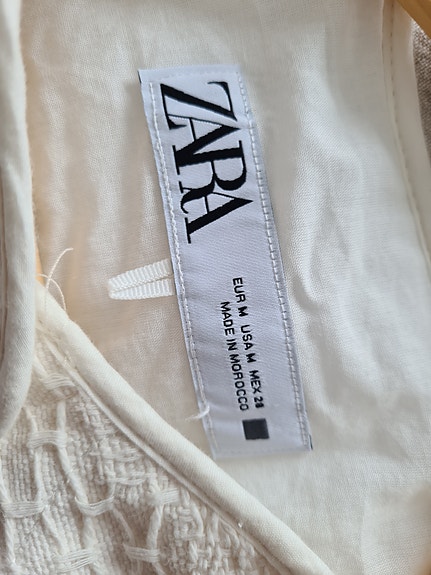 ZARA
EUR M USA M MEX 28
MADE IN MOROCCO